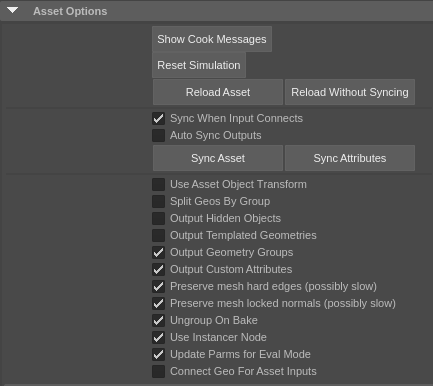 Asset Options
Show Cook Messages
Reset Simulation
Reload Asset Reload Without Syncing
Sync When Input Connects
Auto Sync Outputs
Sync Asset Sync Attributes
Use Asset Object Transform
Split Geos By Group
Output Hidden Objects
Output Templated Geometries
Output Geometry Groups
Output Custom Attributes
Preserve mesh hard edges (possibly slow)
Preserve mesh locked normals (possibly slow)
Ungroup On Bake
Use Instancer Node
Update Parms for Eval Mode
Connect Geo For Asset Inputs